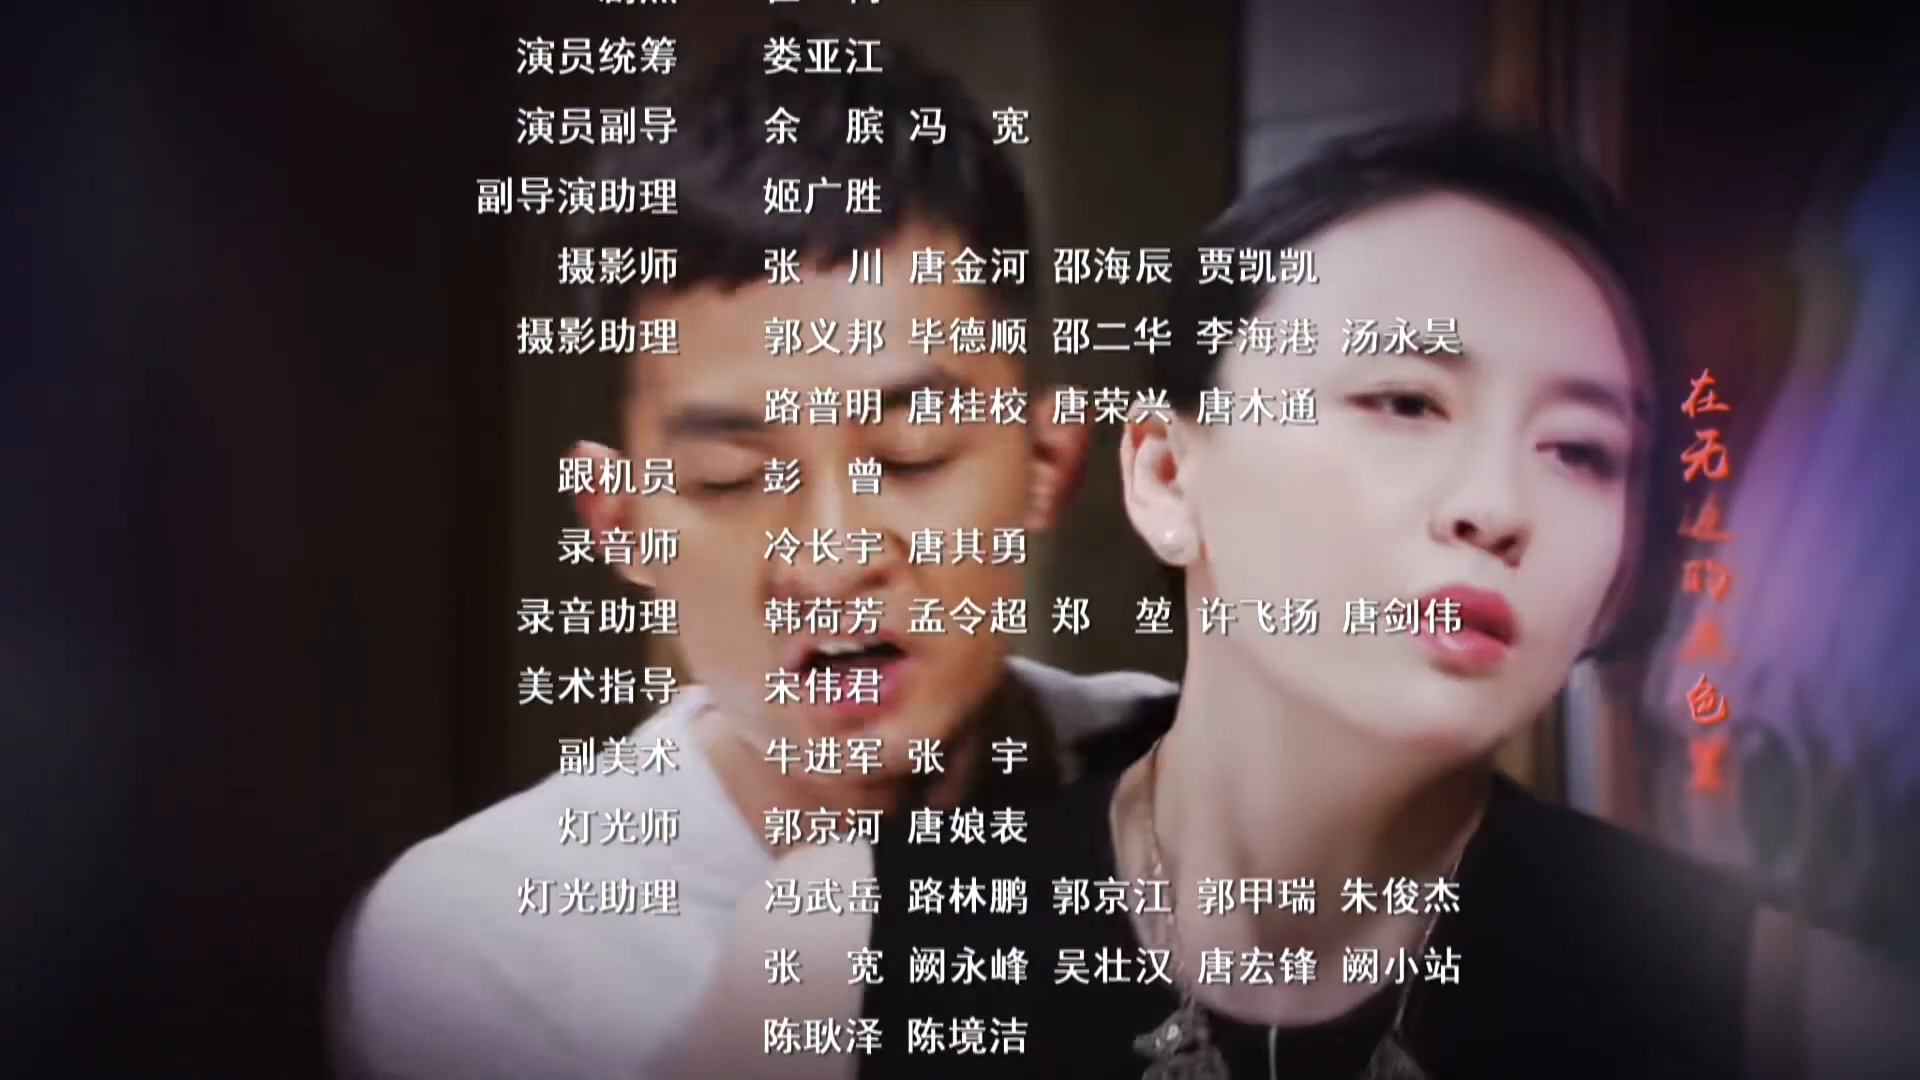 演员统筹 娄亚江
演员副导 余 膑 冯 宽
副导演助理 姬广胜
摄影师 张 川 唐金河 邵海辰 贾凯凯
摄影助理 郭义邦 毕德顺 邵二华 李海港 汤永昊
路普明 唐桂校 唐荣兴 唐木通
跟机员 彭 曾
录音师 冷长宇 唐其勇
录音助理 韩荷芳 孟令超 郑 堃 许飞扬 唐剑伟
美术指导 宋伟君
副美术 牛进军 张 宇
灯光师 郭京河 唐娘表
灯光助理 冯武岳 路林鹏 郭京江 郭甲瑞 朱俊杰
张 宽 阙永峰 吴壮汉 唐宏锋 阙小站
陈耿泽 陈境洁
在无边的 色里